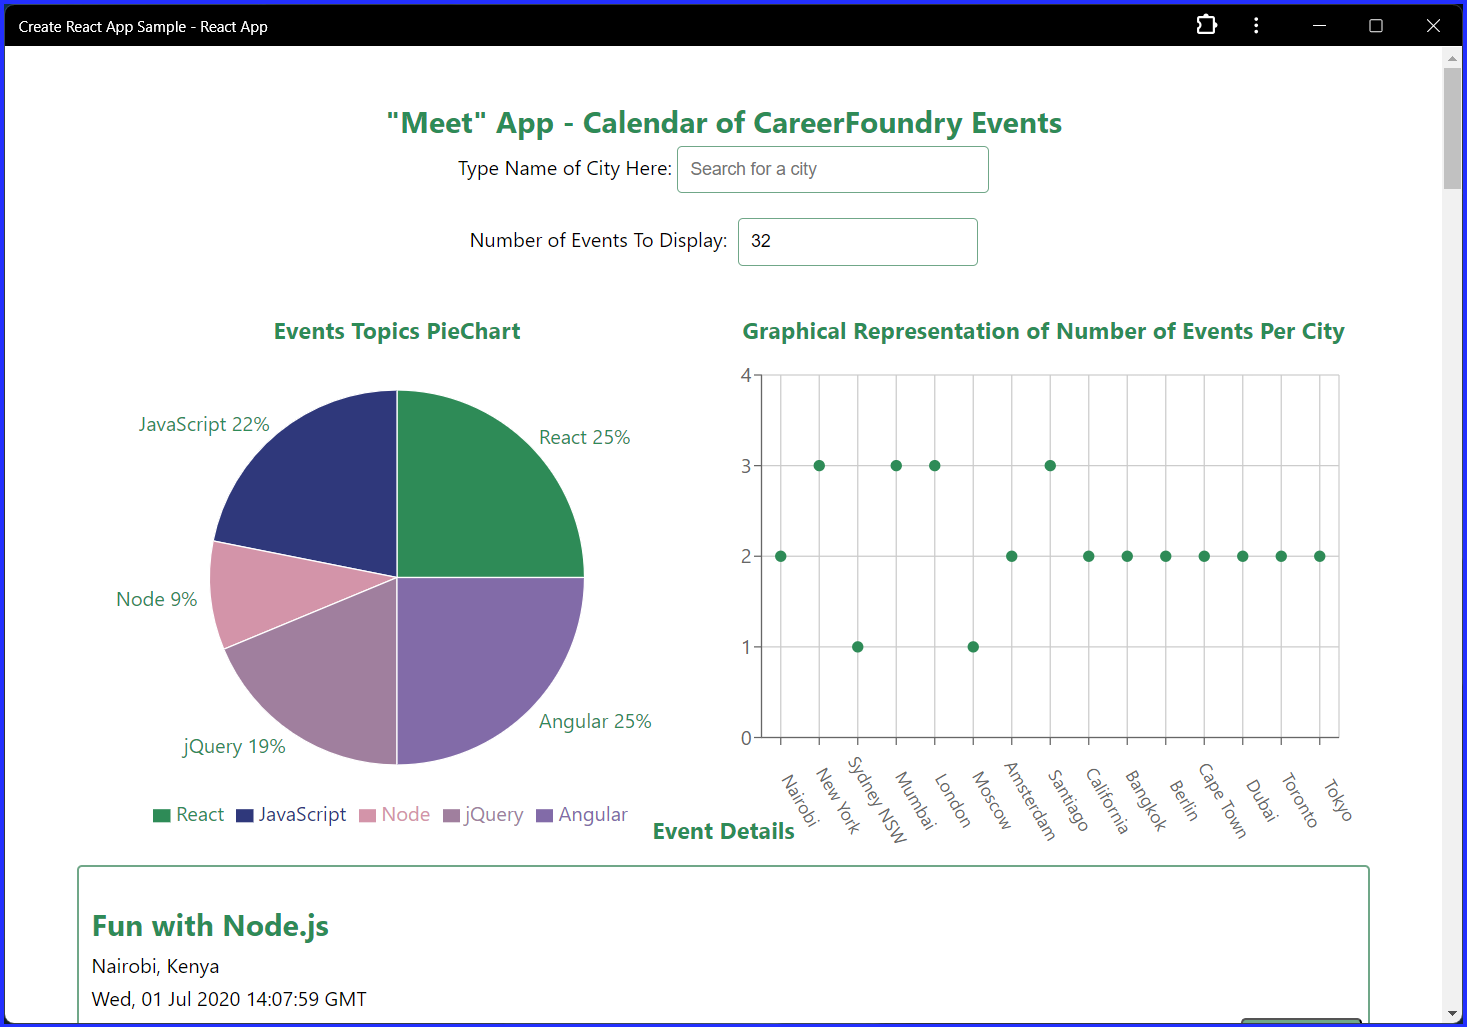 Create React App Sample - React App
"Meet" App - Calendar of CareerFoundry Events
Type Name of City Here: Search for a city
Number of Events To Display: 32
Events Topics PieChart
JavaScript 22%
React 25%
Node 9%
jQuery 19%
Angular 25%
React JavaScript Node jQuery Angular
Graphical Representation of Number of Events Per City
4
3
2
1
0
Nairobi
New York
Sydney NSW
Mumbai
London
Moscow
Amsterdam
Santiago
California
Bangkok
Berlin
Cape Town
Dubai
Toronto
Tokyo
Event Details
Fun with Node.js
Nairobi, Kenya
Wed, 01 Jul 2020 14:07:59 GMT